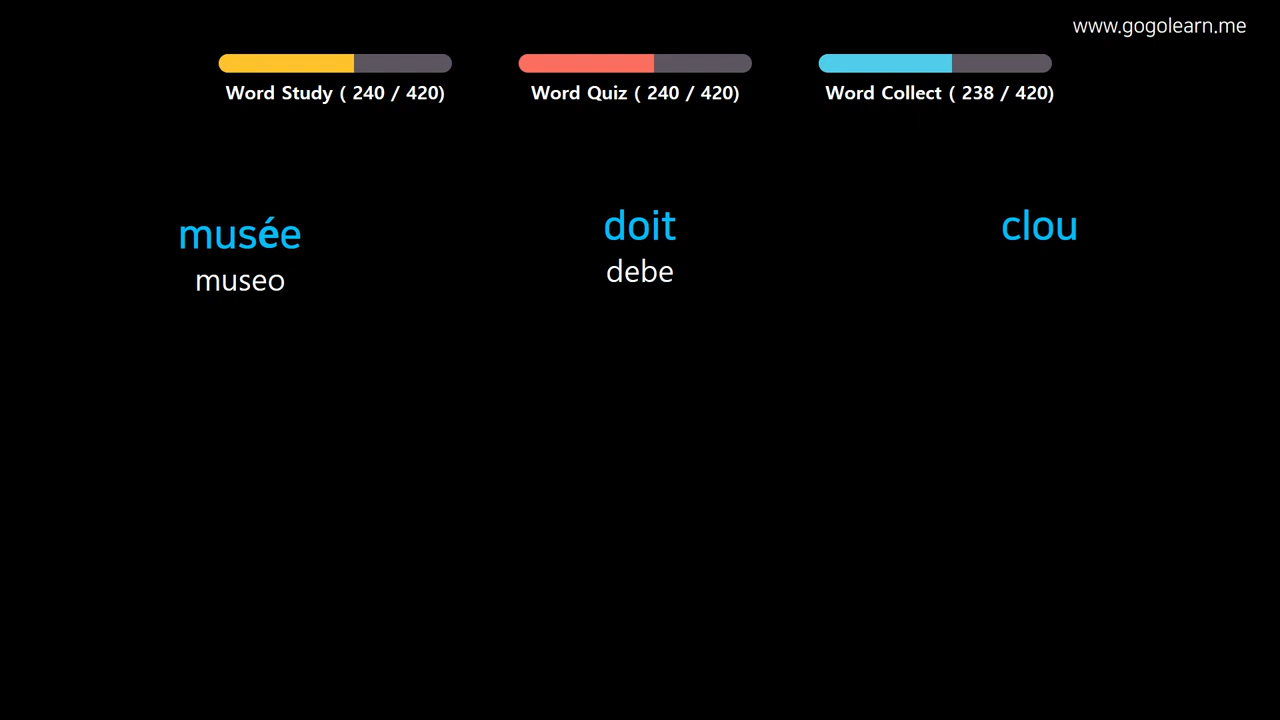 www.gogolearn.me
Word Study ( 240 / 420)
Word Quiz ( 240 / 420)
Word Collect ( 238 / 420)
musée
museo
doit
debe
clou